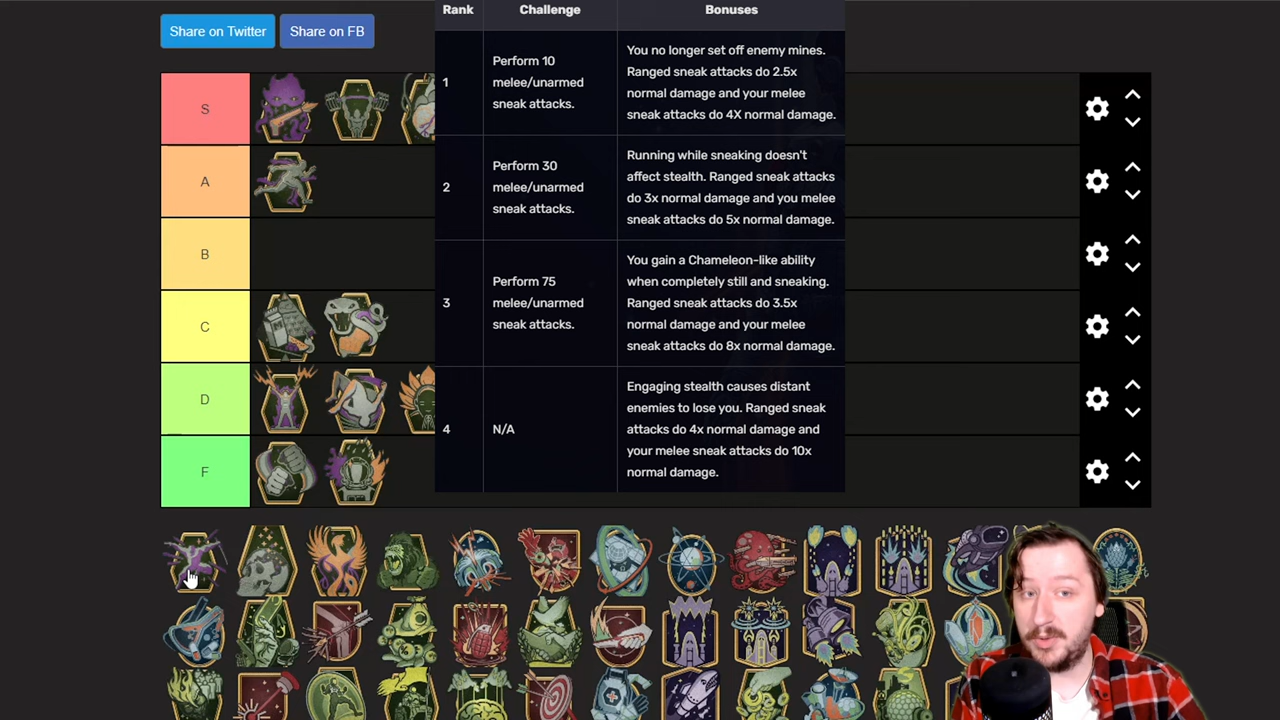 Share on Twitter
Share on FB
Rank
Challenge
Bonuses
1
Perform 10
melee/unarmed
sneak attacks.
You no longer set off enemy mines.
Ranged sneak attacks do 2.5x
normal damage and your melee
sneak attacks do 4X normal damage.
2
Perform 30
melee/unarmed
sneak attacks.
Running while sneaking doesn't
affect stealth. Ranged sneak attacks
do 3x normal damage and you melee
sneak attacks do 5x normal damage.
3
Perform 75
melee/unarmed
sneak attacks.
You gain a Chameleon-like ability
when completely still and sneaking.
Ranged sneak attacks do 3.5x
normal damage and your melee
sneak attacks do 8x normal damage.
4
N/A
Engaging stealth causes distant
enemies to lose you. Ranged sneak
attacks do 4x normal damage and
your melee sneak attacks do 10x
normal damage.
S
A
B
C
D
F